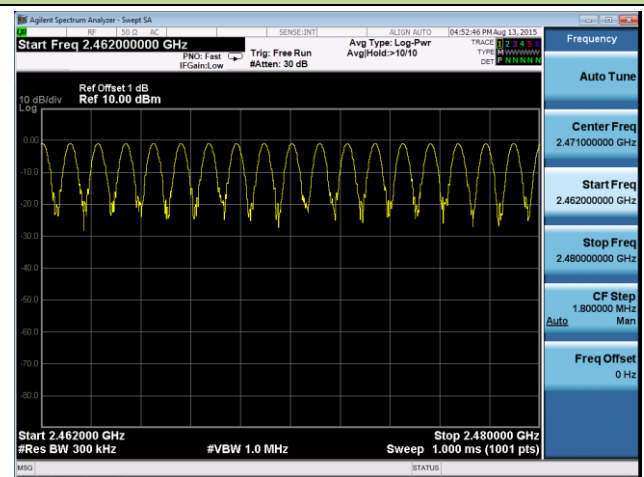 Agilent Spectrum Analyzer - Swept SA
RF 50 Ω AC SENSE:INT ALIGN AUTO 04:52:46 PM Aug 13, 2015
Start Freq 2.462000000 GHz
PNO: Fast
IFGain:Low
Trig: Free Run
#Atten: 30 dB
Avg Type: Log-Pwr
Avg|Hold:>10/10
TRACE 1 2 3 4 5 6
TYPE M WWWWW
DET P N N N N N
Ref Offset 1 dB
10 dB/div Ref 10.00 dBm
Log
0.00
-10.0
-20.0
-30.0
-50.0
-60.0
-70.0
-80.0
Start 2.462000 GHz Stop 2.480000 GHz
#Res BW 300 kHz #VBW 1.0 MHz Sweep 1.000 ms (1001 pts)
MSG STATUS
Frequency
Auto Tune
Center Freq
2.471000000 GHz
Start Freq
2.462000000 GHz
Stop Freq
2.480000000 GHz
CF Step
1.800000 MHz
Auto Man
Freq Offset
0 Hz